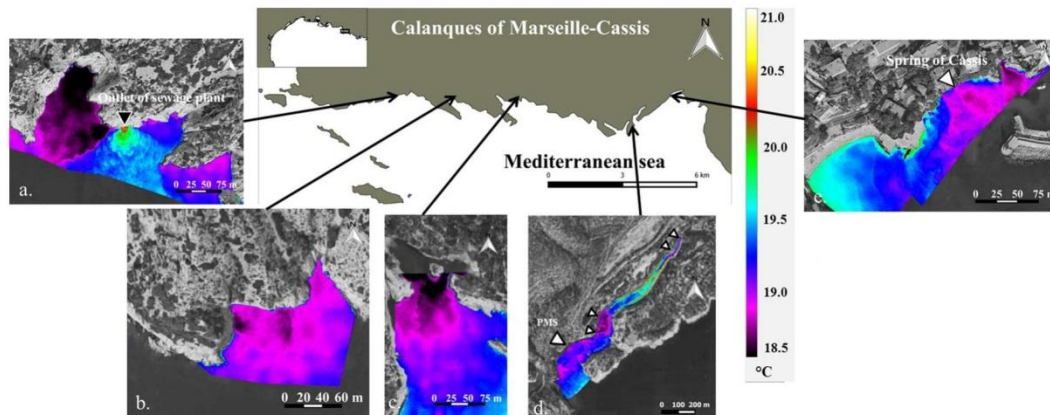 Calanques of Marseille-Cassis
N
Outlet of sewage plant
0 25 50 75 m
a.
Mediterranean sea
0 3 6 km
21.0
20.5
20.0
19.5
19.0
18.5
°C
Spring of Cassis
0 25 50 75 m
e.
b.
0 20 40 60 m
c.
0 25 50 75 m
PMS
d.
0 100 200 m